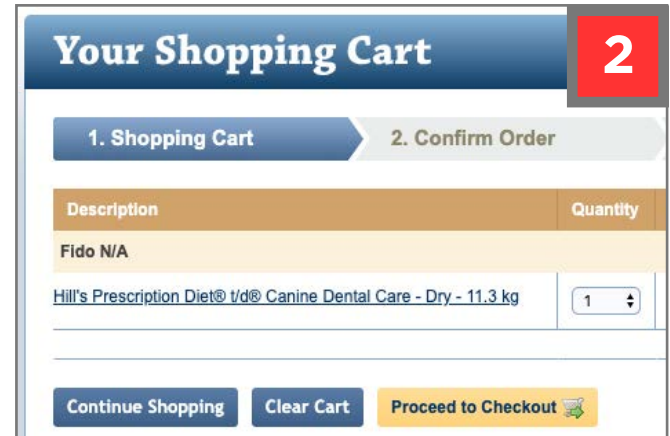 Your Shopping Cart
2
1. Shopping Cart
2. Confirm Order
Description
Quantity
Fido N/A
Hill's Prescription Diet® t/d® Canine Dental Care - Dry - 11.3 kg
1
Continue Shopping
Clear Cart
Proceed to Checkout